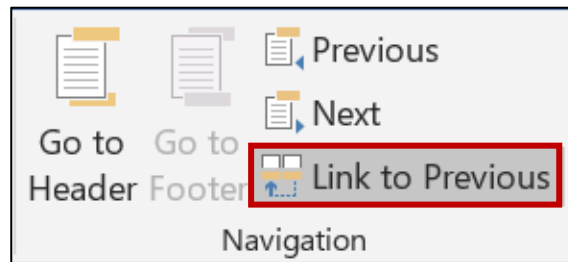 Go to
Header
Go to
Footer
Previous
Next
Link to Previous
Navigation